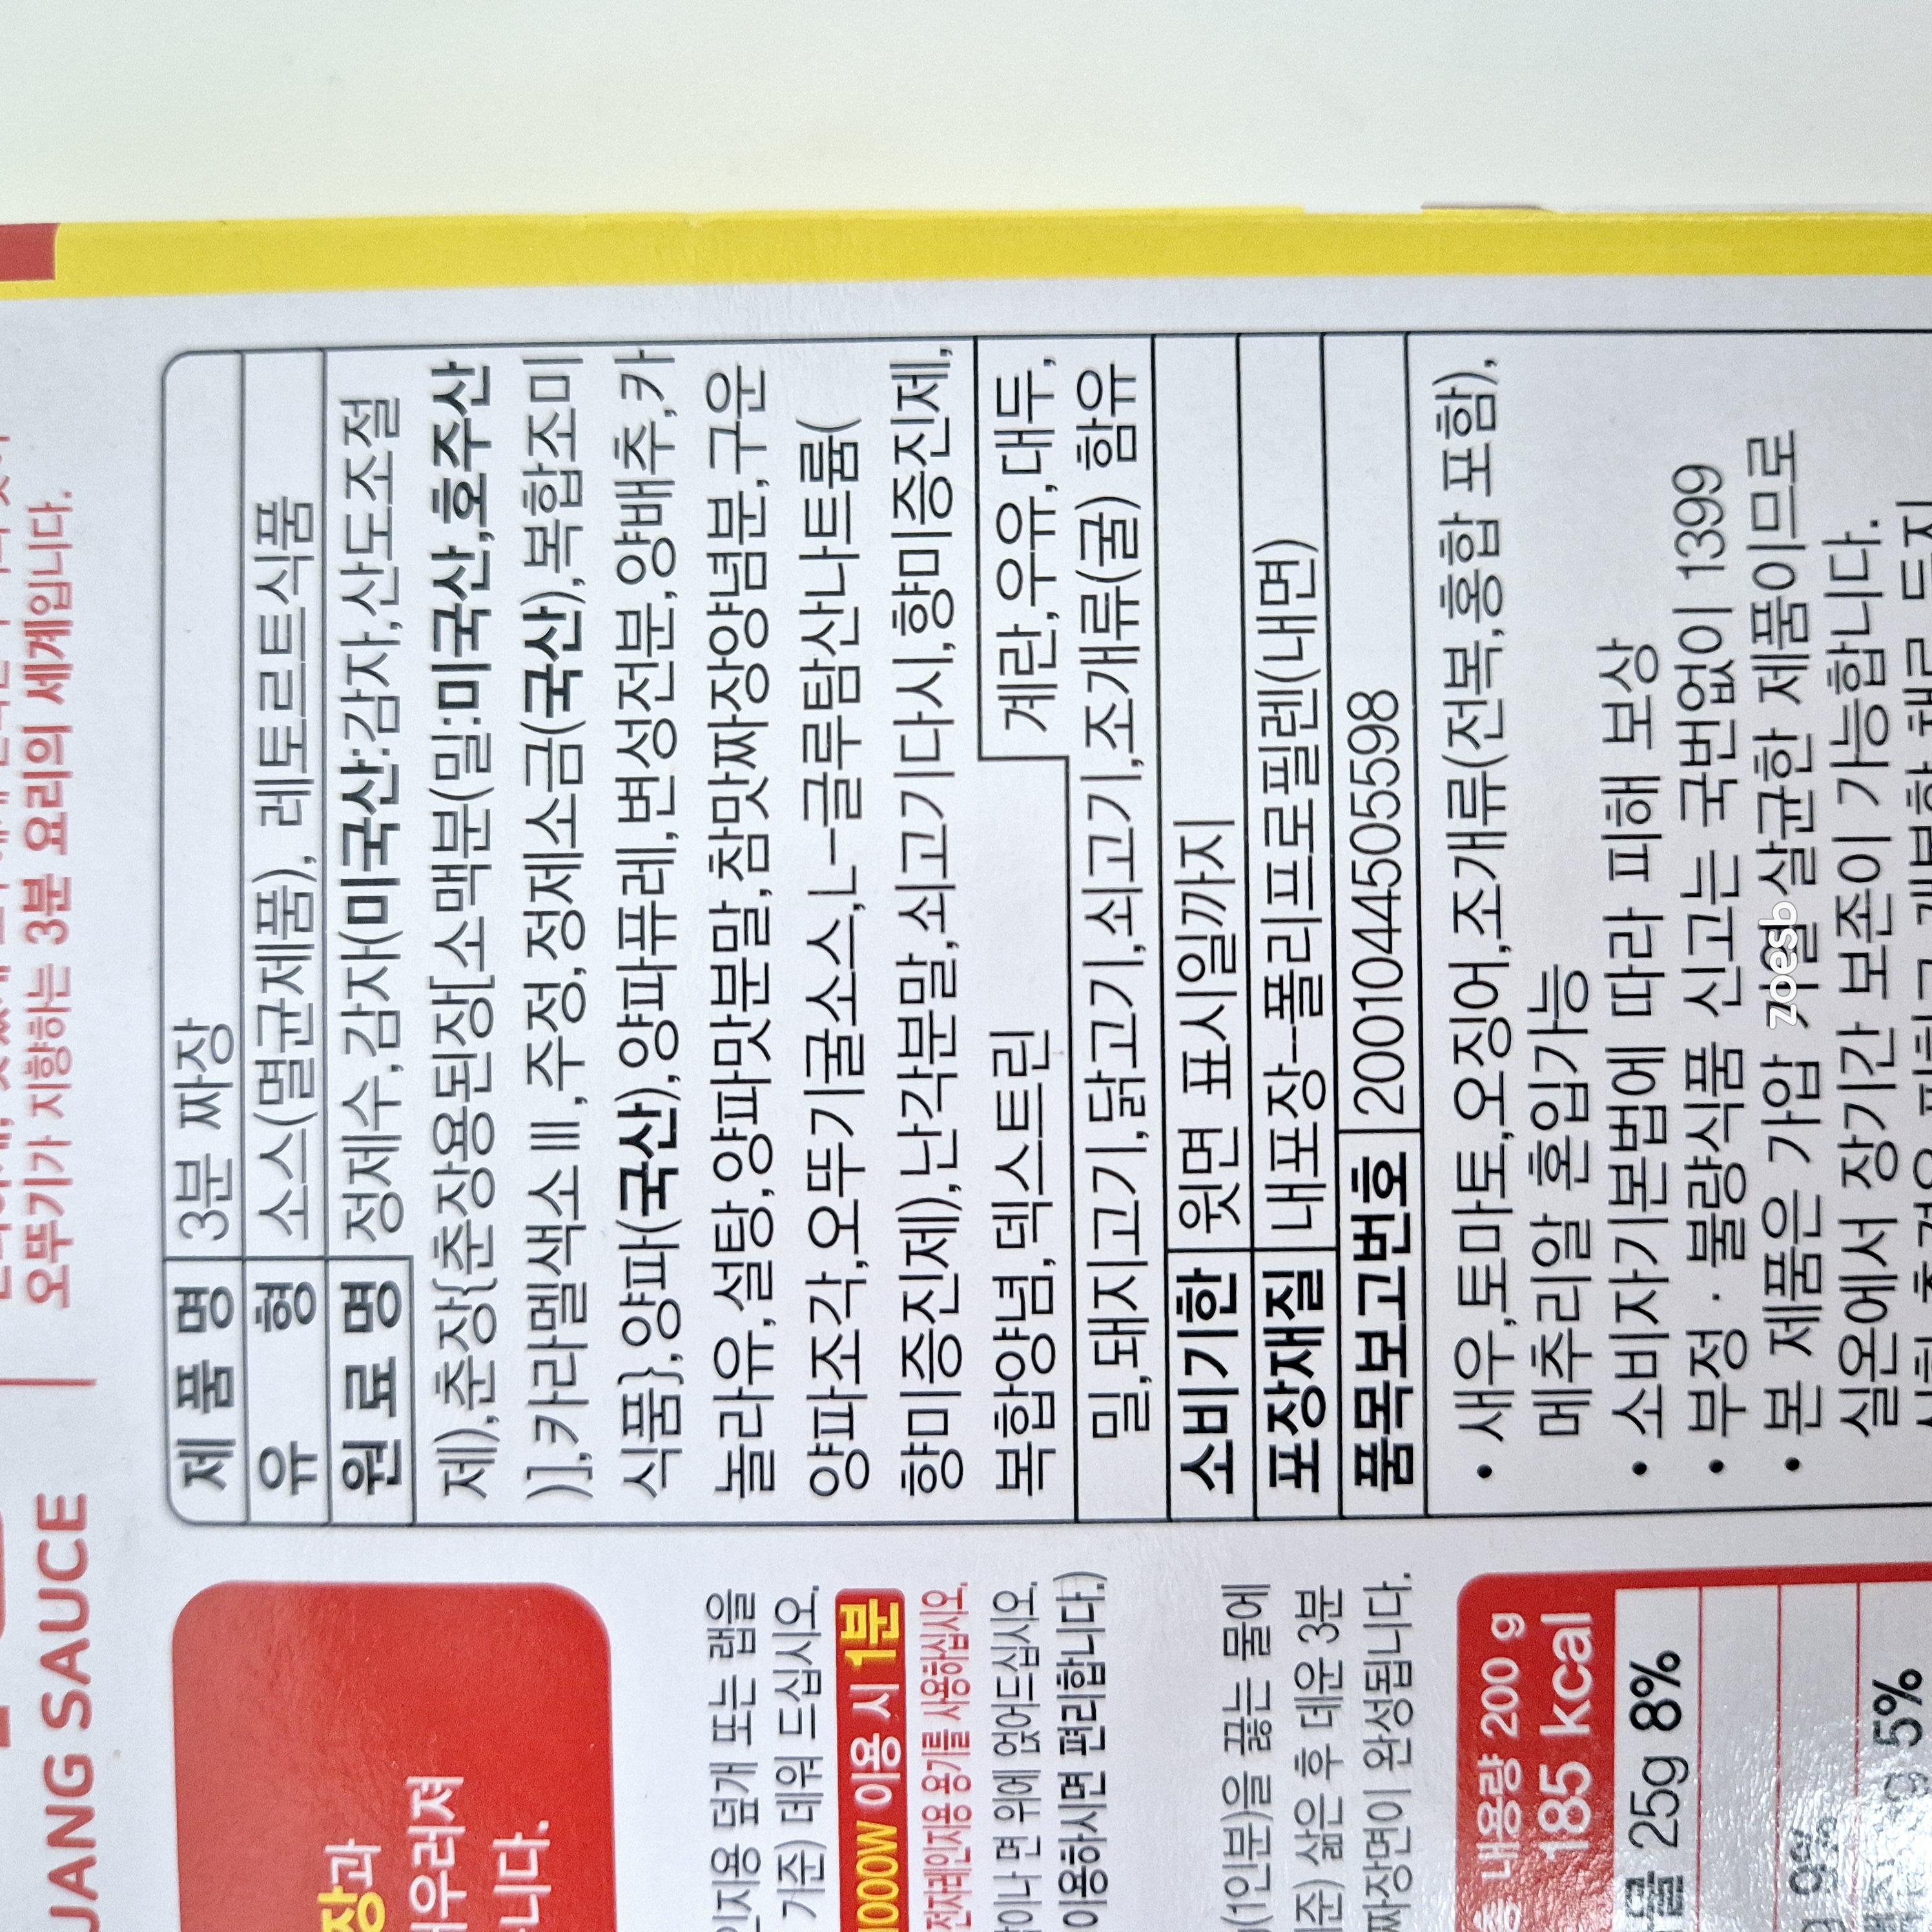 JANG SAUCE
오뚜기가 지향하는 3분 요리의 세계입니다.
장과
어우러져
니다.
덮개 또는 랩을
기준) 데워 드십시오.
1000W 이용 시 1분
전자레인지용 용기를 사용하십시오.
면 위에 얹어드십시오.
이용하시면 편리합니다.)
(1인분)을 끓는 물에
삶은 후 데운 3분
짜장면이 완성됩니다.
총 내용량 200 g
185 kcal
25g 8%
9%
g 5%
제품명 3분 짜장
유형 소스(멸균제품), 레토르트식품
원료명 정제수,감자(미국산:감자,산도조절
제),춘장{춘장용된장[소맥분(밀:미국산,호주산
)],카라멜색소Ⅲ,주정,정제소금(국산),복합조미
식품},양파(국산),양파퓨레,변성전분,양배추,카
놀라유,설탕,양파맛분말,참맛짜장양념분,구운
양파조각,오뚜기굴소스,L-글루탐산나트륨(
향미증진제),난각분말,쇠고기다시,향미증진제,
복합양념,덱스트린
계란,우유,대두,
밀,돼지고기,닭고기,쇠고기,조개류(굴) 함유
소비기한 윗면 표시일까지
포장재질 내포장--폴리프로필렌(내면)
품목보고번호 2001044505598
• 새우,토마토,오징어,조개류(전복,홍합 포함),
메추리알 혼입가능
• 소비자기본법에 따라 피해 보상
• 부정 · 불량식품 신고는 국번없이 1399
• 본 제품은 가압 가열 살균한 제품이므로
zoesb
실온에서 장기간 보존이 가능합니다.